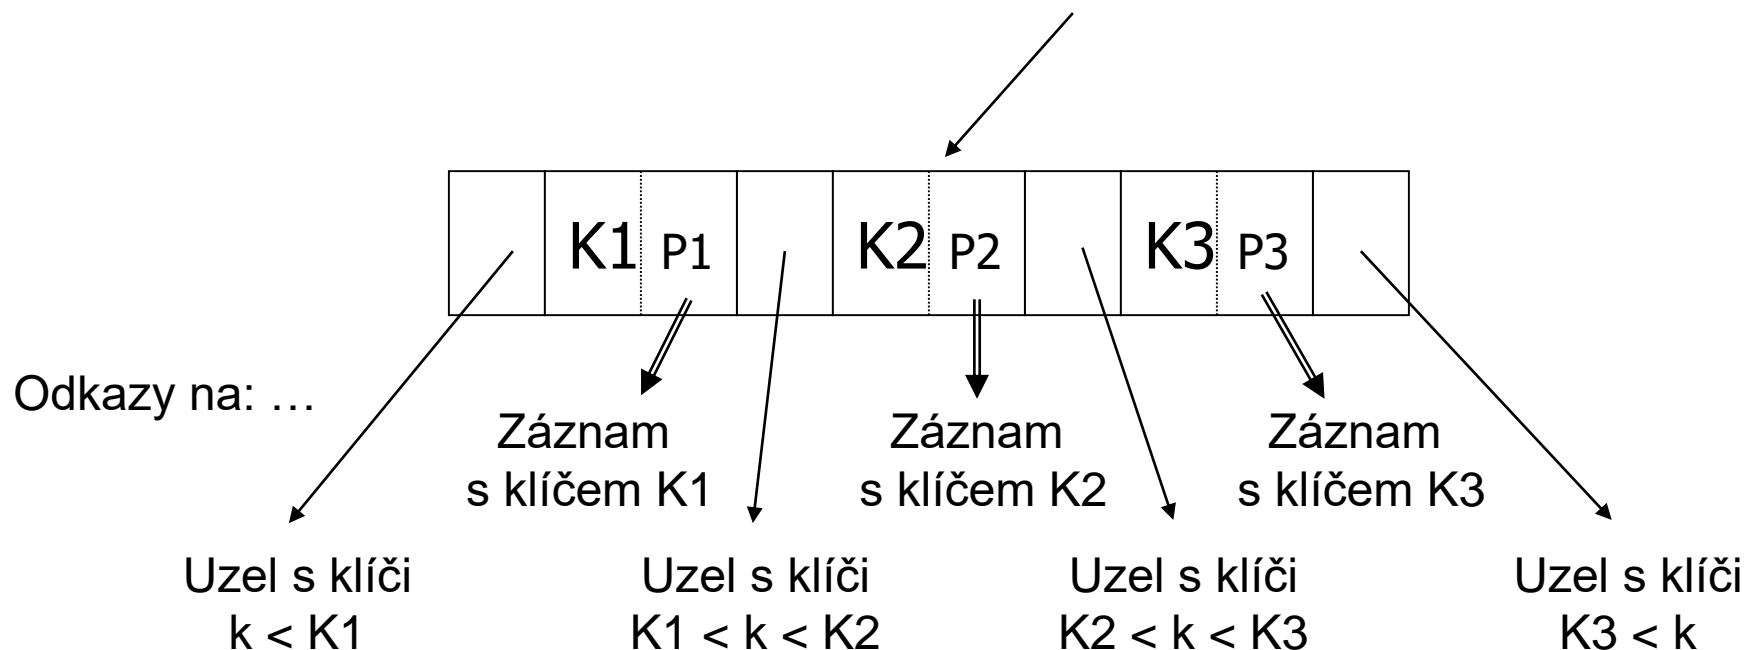 K1 P1 K2 P2 K3 P3
Odkazy na: …
Záznam
s klíčem K1
Záznam
s klíčem K2
Záznam
s klíčem K3
Uzel s klíči
k < K1
Uzel s klíči
K1 < k < K2
Uzel s klíči
K2 < k < K3
Uzel s klíči
K3 < k